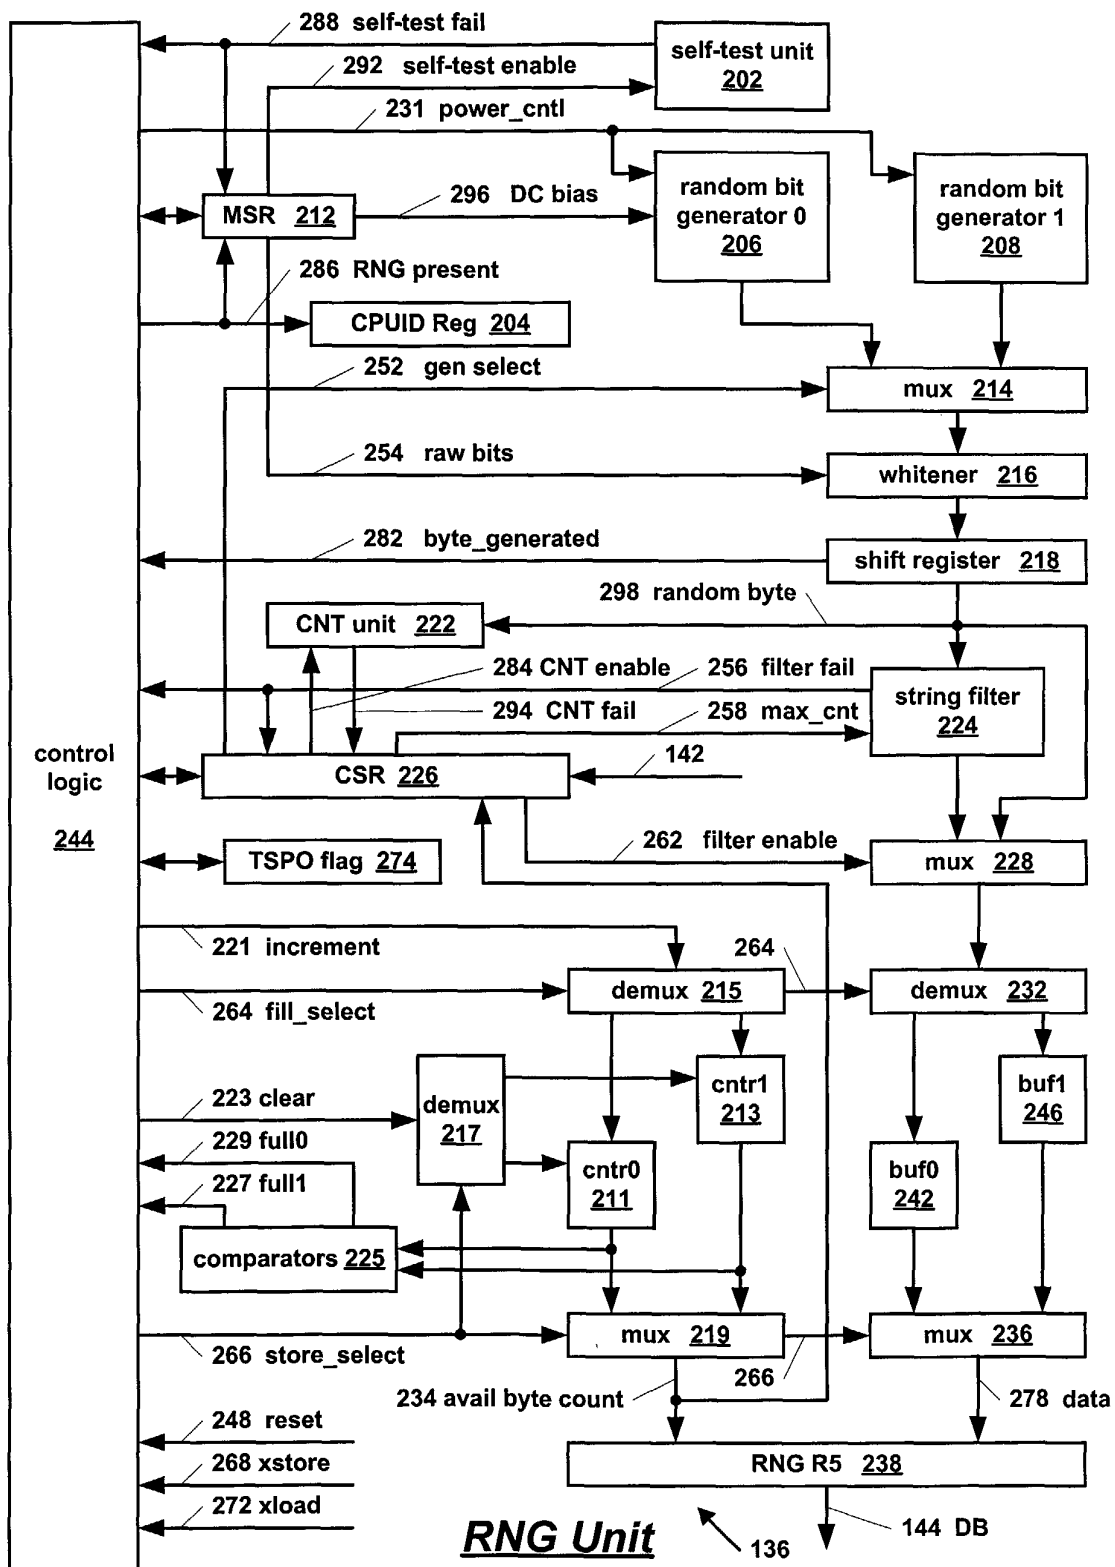 288 self-test fail
self-test unit
202
292 self-test enable
231 power_cntl
random bit
generator 0
206
random bit
generator 1
208
MSR 212
296 DC bias
286 RNG present
CPUID Reg 204
252 gen select
mux 214
254 raw bits
whitener 216
282 byte_generated
shift register 218
298 random byte
CNT unit 222
284 CNT enable
256 filter fail
string filter
224
294 CNT fail
258 max_cnt
control
logic
244
CSR 226
142
262 filter enable
mux 228
TSPO flag 274
221 increment
264
264 fill_select
demux 215
demux 232
cntr1
213
buf1
246
223 clear
demux
217
229 full0
cntr0
211
buf0
242
227 full1
comparators 225
266 store_select
mux 219
266
mux 236
234 avail byte count
278 data
248 reset
268 xstore
RNG R5 238
272 xload
RNG Unit
136
144 DB